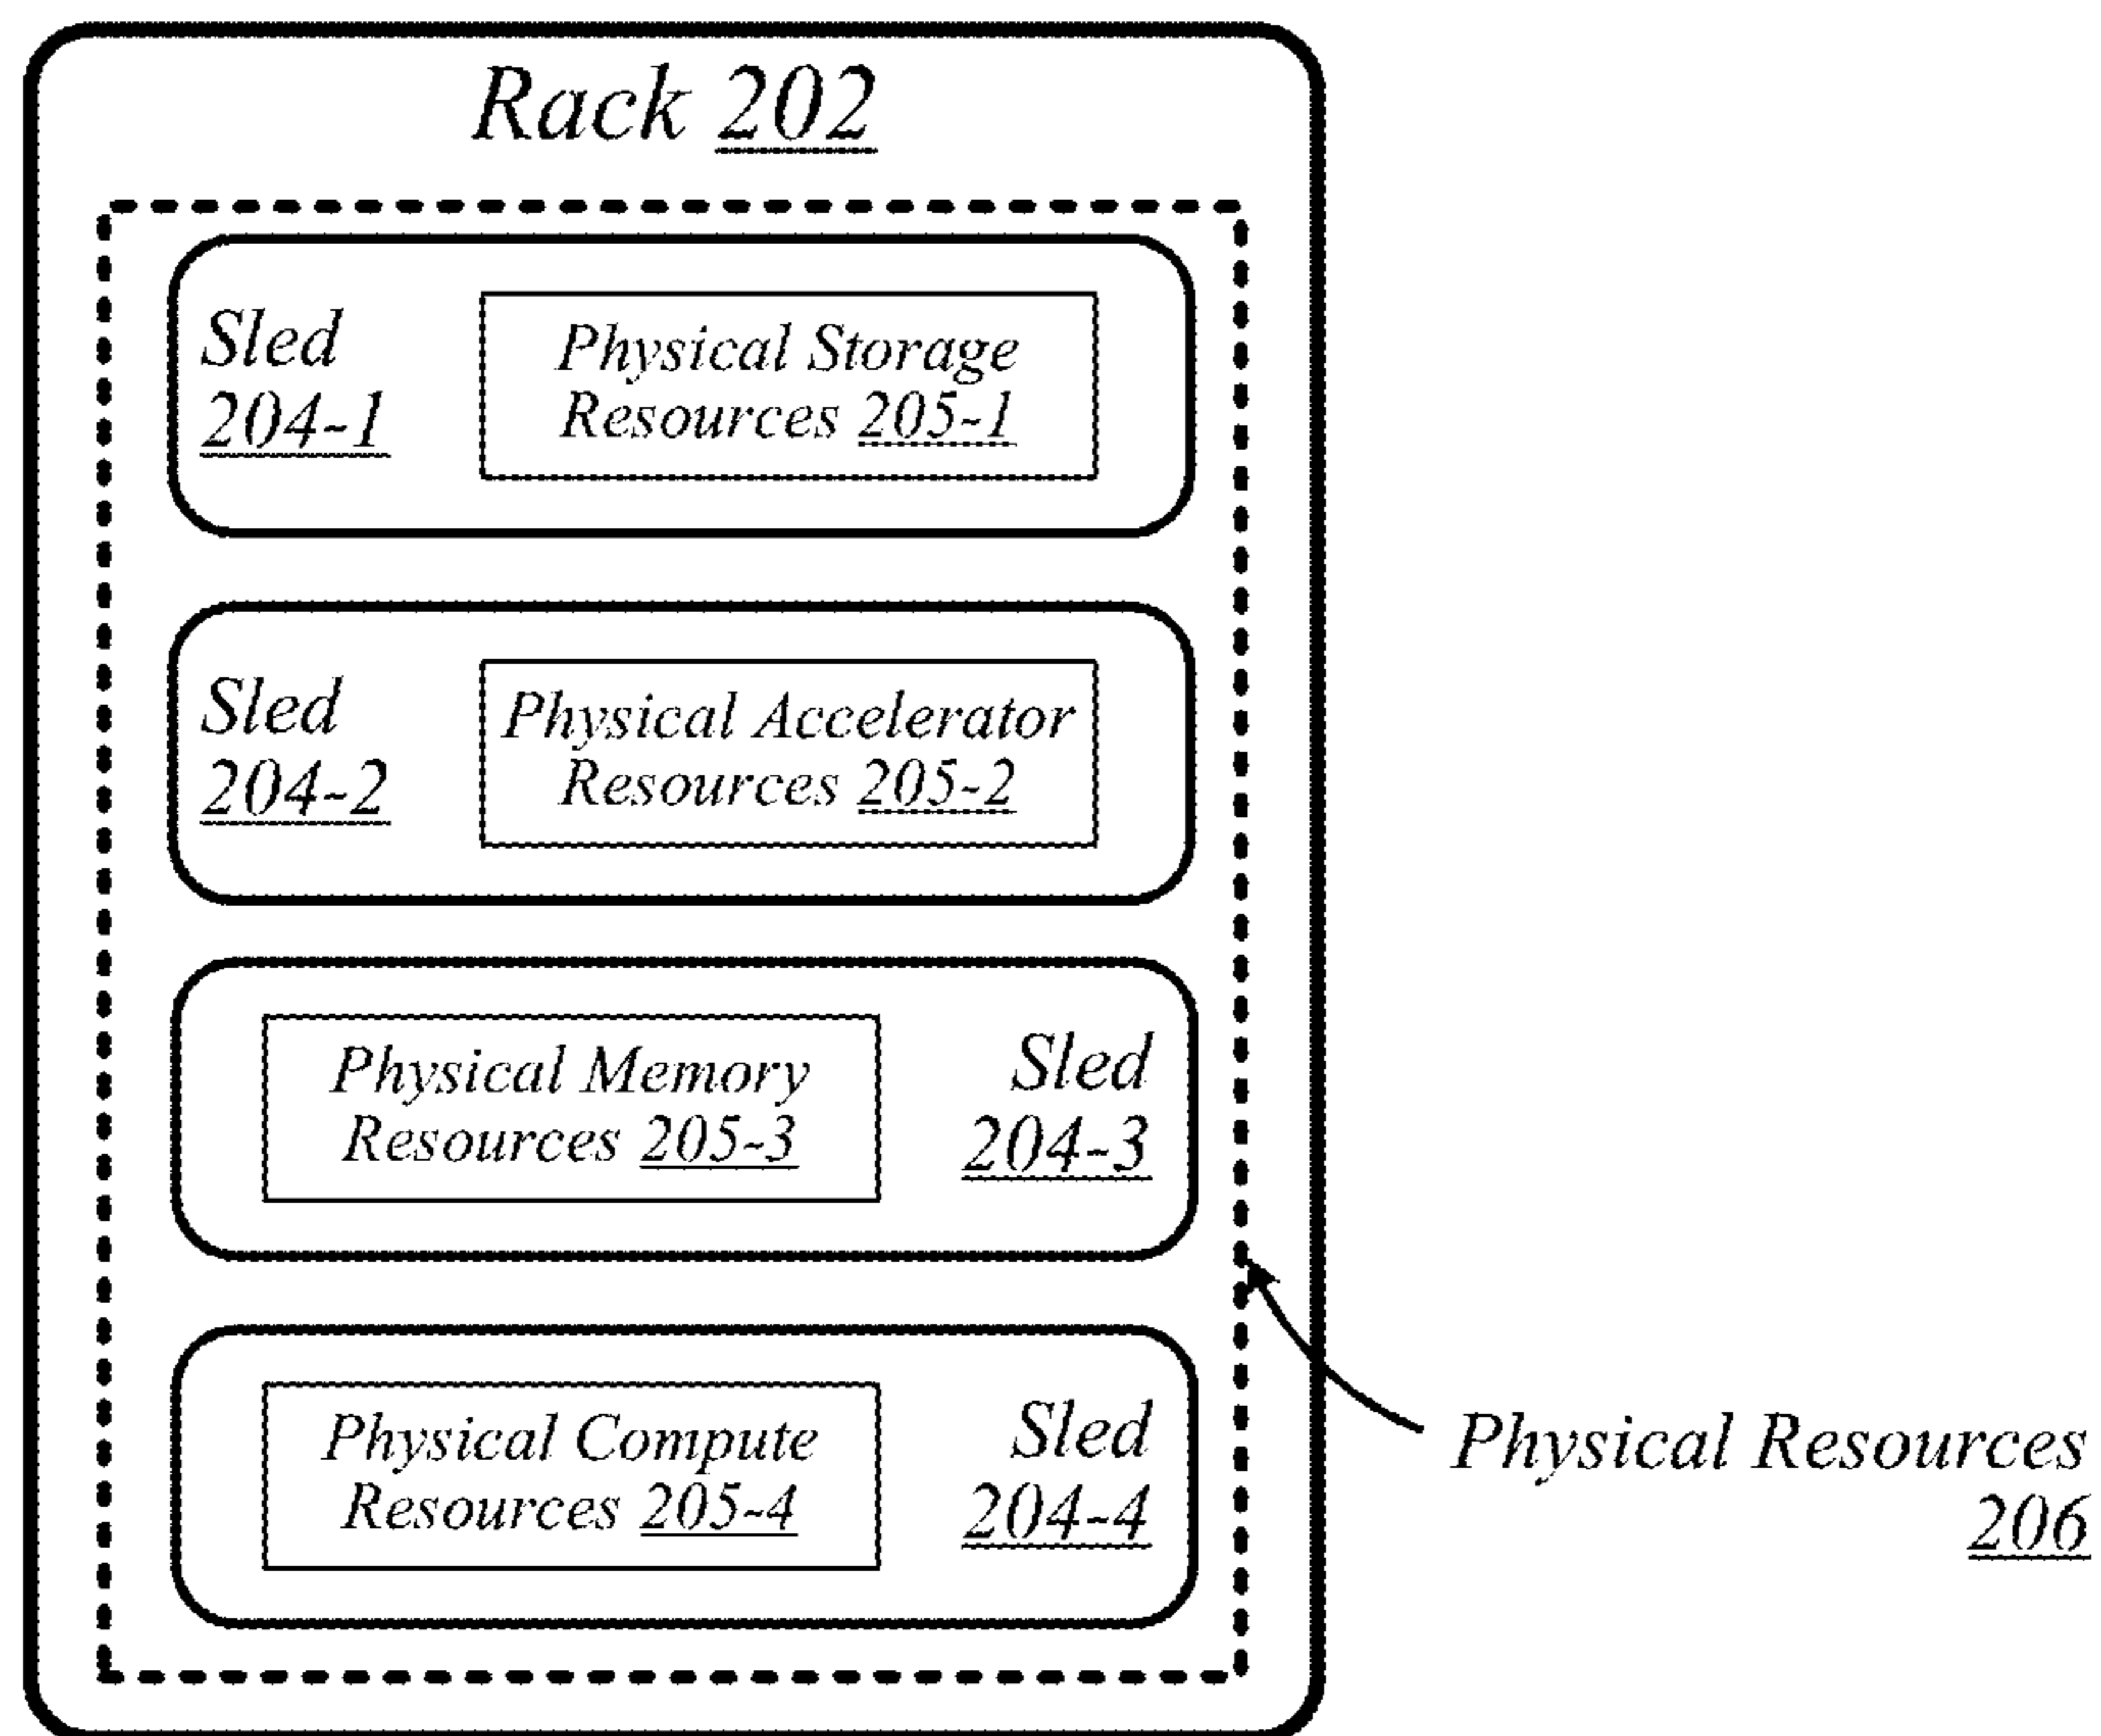 Rack 202
Sled
204-1
Physical Storage
Resources 205-1
Sled
204-2
Physical Accelerator
Resources 205-2
Physical Memory
Resources 205-3
Sled
204-3
Physical Compute
Resources 205-4
Sled
204-4
Physical Resources
206